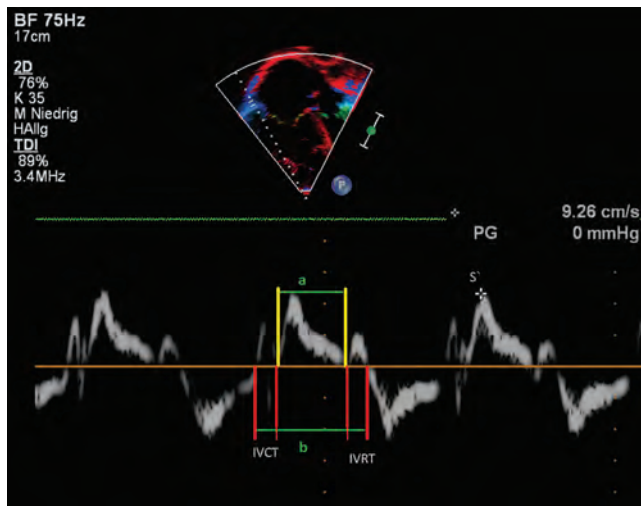 BF 75Hz
17cm
2D
76%
K 35
M Niedrig
HAllg
TDI
89%
3.4MHz
P
9.26 cm/s
PG 0 mmHg
a
S`
b
IVCT
IVRT